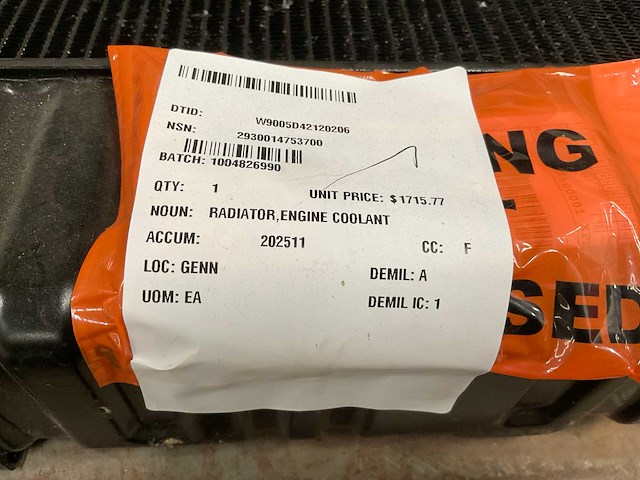 DTID: W9005D42120206
NSN: 2930014753700
BATCH: 1004826990
QTY: 1 UNIT PRICE: $1715.77
NOUN: RADIATOR,ENGINE COOLANT
ACCUM: 202511 CC: F
LOC: GENN DEMIL: A
UOM: EA DEMIL IC: 1
NG
SED